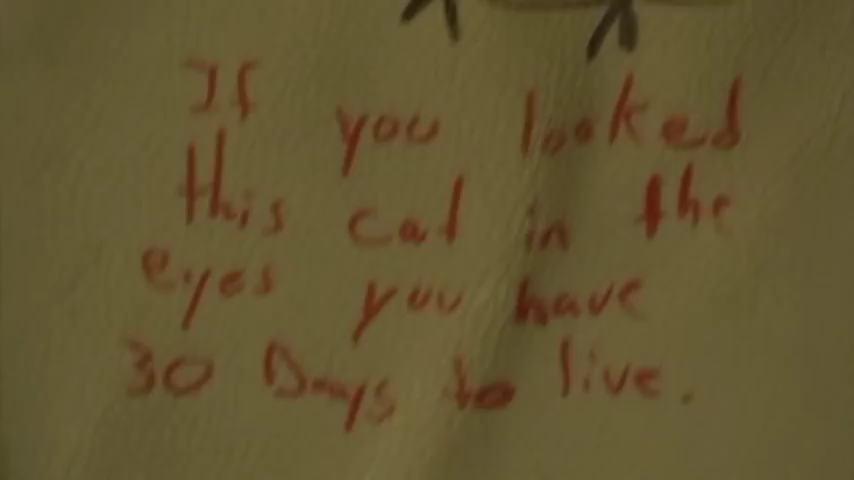 If you looked
this cat in the
eyes you have
30 Days to live.